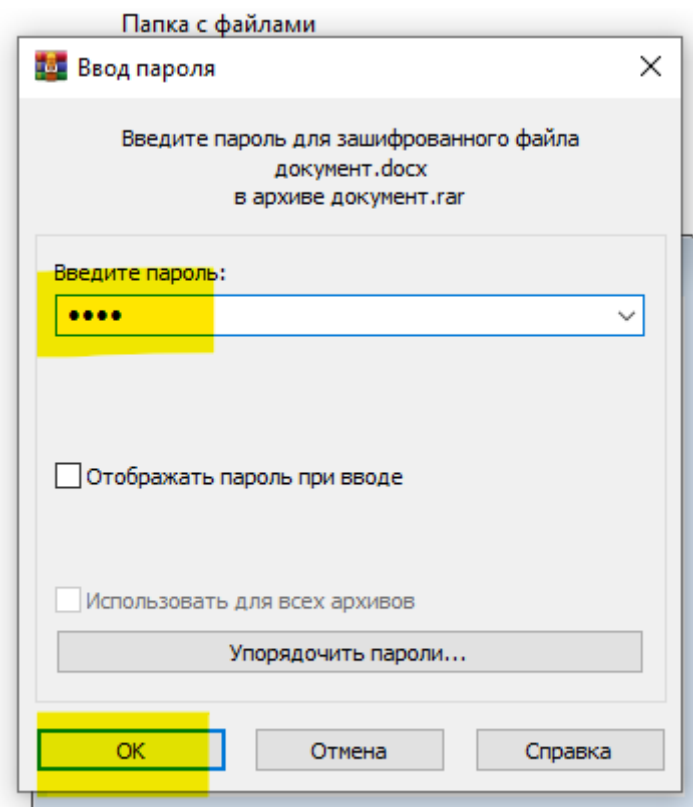 Папка с файлами
Ввод пароля
Введите пароль для зашифрованного файла
документ.docx
в архиве документ.rar
Введите пароль:
••••
Отображать пароль при вводе
Использовать для всех архивов
Упорядочить пароли...
ОК
Отмена
Справка